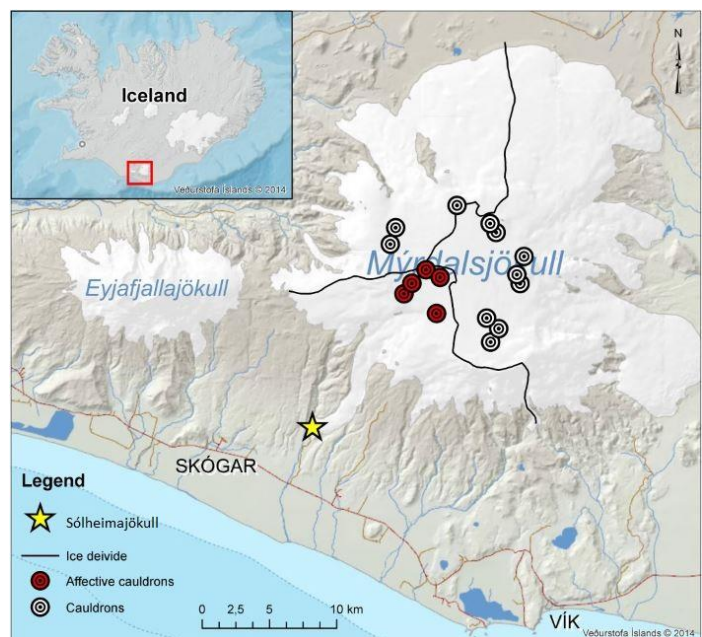 Iceland
Veðurstofa Íslands © 2014
N
Mýrdalsjökull
Eyjafjallajökull
SKÓGAR
Legend
Sólheimajökull
Ice deivide
Affective cauldrons
Cauldrons
0 2,5 5 10 km
VÍK
Veðurstofa Íslands © 2014